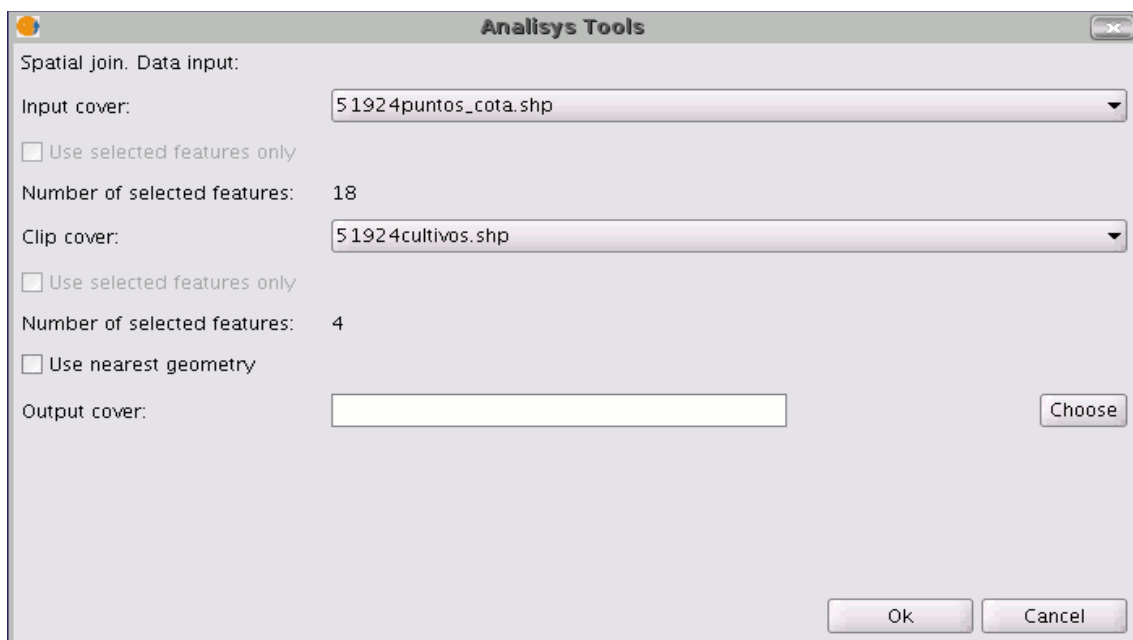 Analisys Tools
Spatial join. Data input:
Input cover: 51924puntos_cota.shp
Use selected features only
Number of selected features: 18
Clip cover: 51924cultivos.shp
Use selected features only
Number of selected features: 4
Use nearest geometry
Output cover: Choose
Ok Cancel